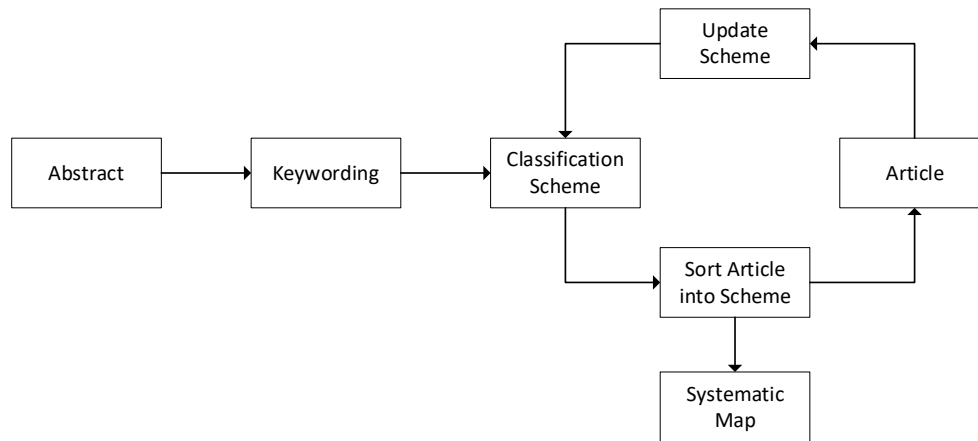 Update
Scheme
Abstract
Keywording
Classification
Scheme
Article
Sort Article
into Scheme
Systematic
Map